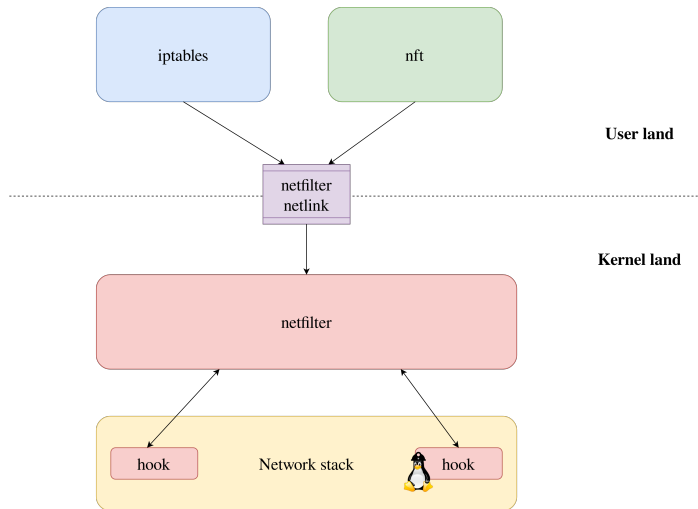 iptables
nft
User land
netfilter
netlink
Kernel land
netfilter
hook
Network stack
hook